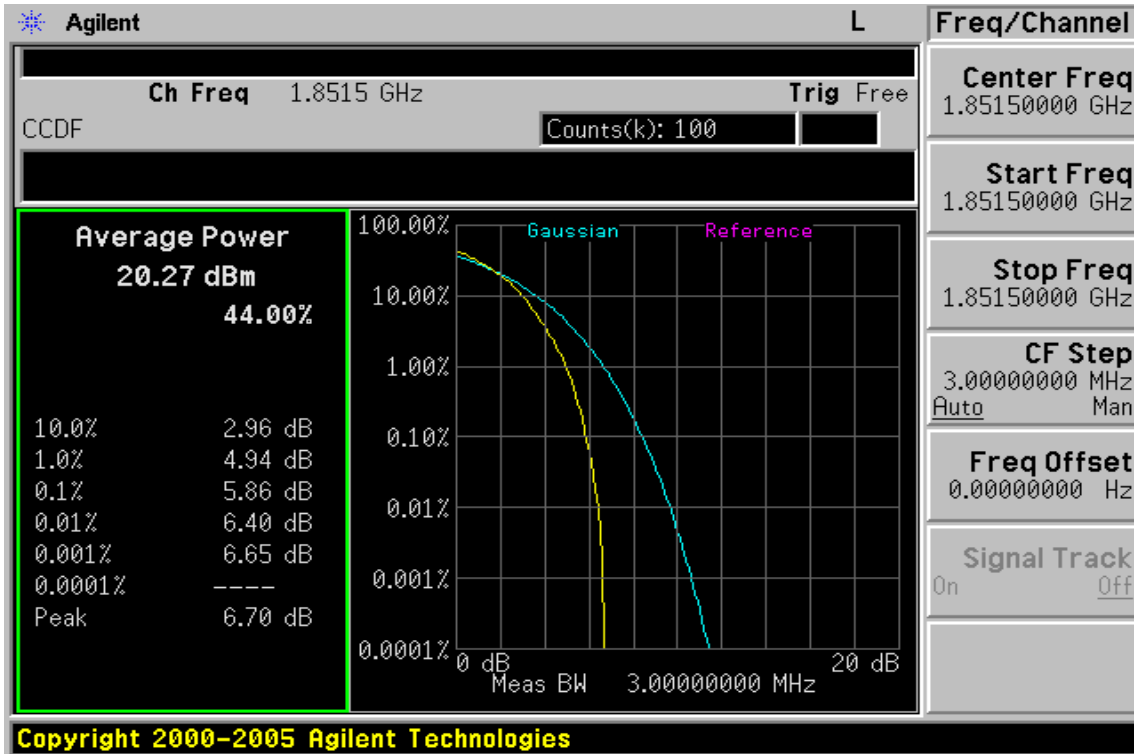 Agilent L Freq/Channel
Ch Freq 1.8515 GHz Trig Free
CCDF Counts(k): 100
Average Power
20.27 dBm
44.00%
10.0% 2.96 dB
1.0% 4.94 dB
0.1% 5.86 dB
0.01% 6.40 dB
0.001% 6.65 dB
0.0001% ----
Peak 6.70 dB
Gaussian Reference
100.00%
10.00%
1.00%
0.10%
0.01%
0.001%
0.0001%
0 dB 20 dB
Meas BW 3.00000000 MHz
Center Freq
1.85150000 GHz
Start Freq
1.85150000 GHz
Stop Freq
1.85150000 GHz
CF Step
3.00000000 MHz
Auto Man
Freq Offset
0.00000000 Hz
Signal Track
On Off
Copyright 2000-2005 Agilent Technologies